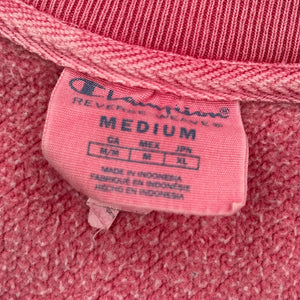 Champion
REVERSE WEAVE
MEDIUM
CA MEX JPN
M/M M XL
MADE IN INDONESIA
FABRIQUÉ EN INDONÉSIE
HECHO EN INDONESIA